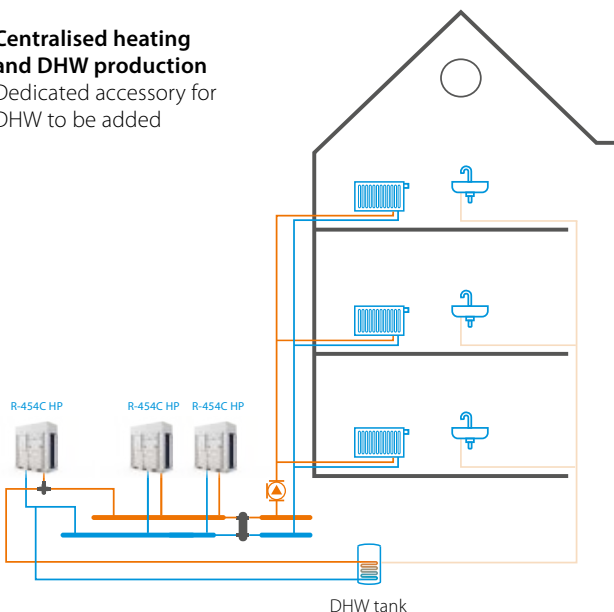 Centralised heating
and DHW production
Dedicated accessory for
DHW to be added
R-454C HP
R-454C HP
R-454C HP
DHW tank